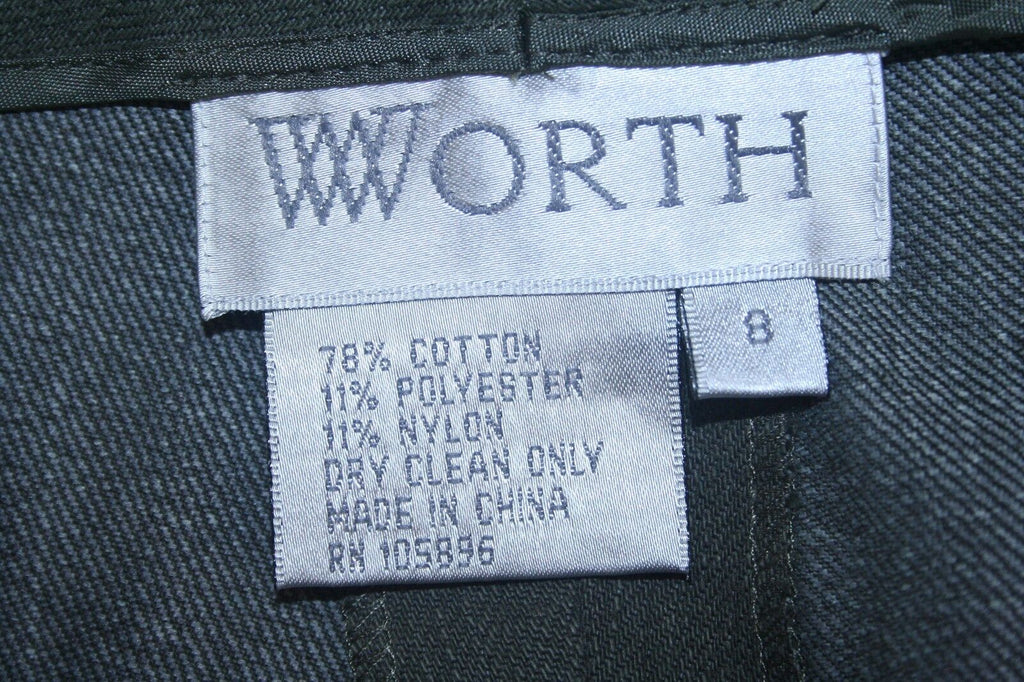 WORTH
8
78% COTTON
11% POLYESTER
11% NYLON
DRY CLEAN ONLY
MADE IN CHINA
RN 105896